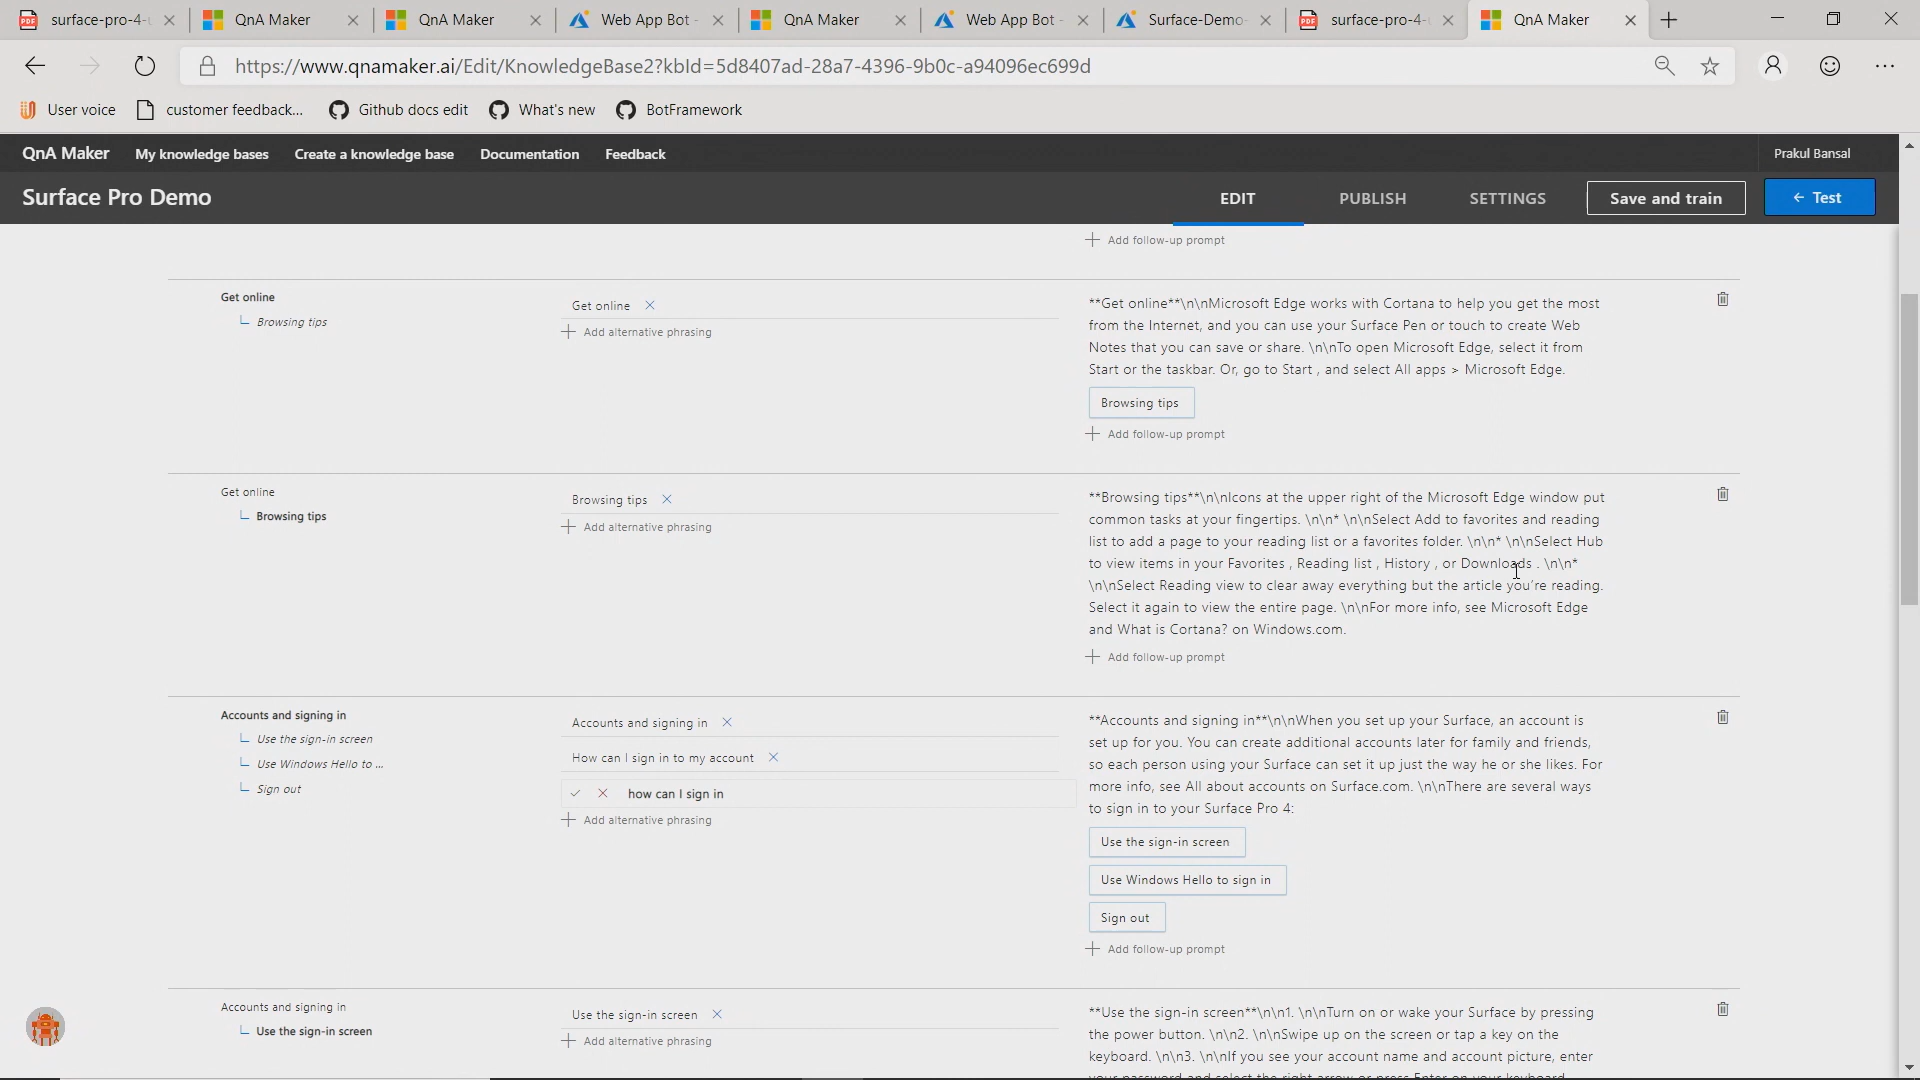 surface-pro-4-u
QnA Maker
QnA Maker
Web App Bot -
QnA Maker
Web App Bot -
Surface-Demo-
surface-pro-4-u
QnA Maker
https://www.qnamaker.ai/Edit/KnowledgeBase2?kbId=5d8407ad-28a7-4396-9b0c-a94096ec699d
User voice
customer feedback...
Github docs edit
What's new
BotFramework
QnA Maker
My knowledge bases
Create a knowledge base
Documentation
Feedback
Prakul Bansal
Surface Pro Demo
EDIT
PUBLISH
SETTINGS
Save and train
← Test
Add follow-up prompt
Get online
Browsing tips
Get online
Add alternative phrasing
**Get online**\n\nMicrosoft Edge works with Cortana to help you get the most
from the Internet, and you can use your Surface Pen or touch to create Web
Notes that you can save or share. \n\nTo open Microsoft Edge, select it from
Start or the taskbar. Or, go to Start , and select All apps > Microsoft Edge.
Browsing tips
Add follow-up prompt
Get online
Browsing tips
Browsing tips
Add alternative phrasing
**Browsing tips**\n\nIcons at the upper right of the Microsoft Edge window put
common tasks at your fingertips. \n\n* \n\nSelect Add to favorites and reading
list to add a page to your reading list or a favorites folder. \n\n* \n\nSelect Hub
to view items in your Favorites , Reading list , History , or Downloads . \n\n*
\n\nSelect Reading view to clear away everything but the article you're reading.
Select it again to view the entire page. \n\nFor more info, see Microsoft Edge
and What is Cortana? on Windows.com.
Add follow-up prompt
Accounts and signing in
Use the sign-in screen
Use Windows Hello to ...
Sign out
Accounts and signing in
How can I sign in to my account
how can I sign in
Add alternative phrasing
**Accounts and signing in**\n\nWhen you set up your Surface, an account is
set up for you. You can create additional accounts later for family and friends,
so each person using your Surface can set it up just the way he or she likes. For
more info, see All about accounts on Surface.com. \n\nThere are several ways
to sign in to your Surface Pro 4:
Use the sign-in screen
Use Windows Hello to sign in
Sign out
Add follow-up prompt
Accounts and signing in
Use the sign-in screen
Use the sign-in screen
Add alternative phrasing
**Use the sign-in screen**\n\n1. \n\nTurn on or wake your Surface by pressing
the power button. \n\n2. \n\nSwipe up on the screen or tap a key on the
keyboard. \n\n3. \n\nIf you see your account name and account picture, enter
your password and select the right arrow or press Enter on your keyboard.